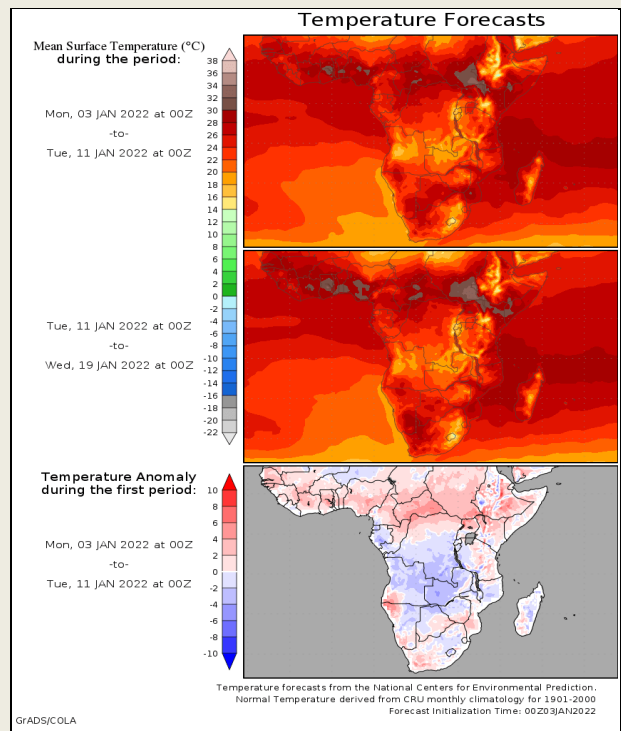 Temperature Forecasts
Mean Surface Temperature (°C)
during the period:
Mon, 03 JAN 2022 at 00Z
-to-
Tue, 11 JAN 2022 at 00Z
38
36
34
32
30
28
26
24
22
20
18
16
14
12
10
8
6
4
2
0
-2
-4
-6
-8
-10
-12
-14
-16
-18
-20
-22
Tue, 11 JAN 2022 at 00Z
-to-
Wed, 19 JAN 2022 at 00Z
Temperature Anomaly
during the first period:
Mon, 03 JAN 2022 at 00Z
-to-
Tue, 11 JAN 2022 at 00Z
10
8
6
4
2
0
-2
-4
-6
-8
-10
Temperature forecasts from the National Centers for Environmental Prediction.
Normal Temperature derived from CRU monthly climatology for 1901-2000
Forecast Initialization Time: 00Z03JAN2022
GrADS/COLA